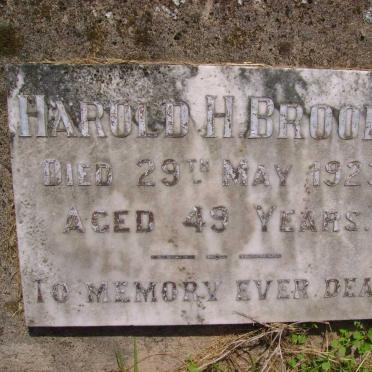 HAROLD H. BROO
DIED 29TH MAY 192
AGED 49 YEARS.
TO MEMORY EVER DEA